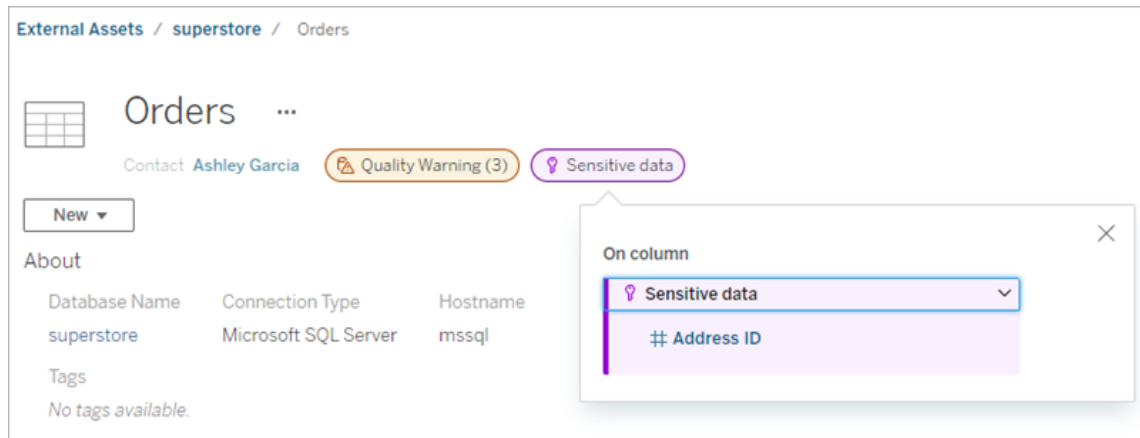 External Assets / superstore / Orders
Orders ...
Contact Ashley Garcia Quality Warning (3) Sensitive data
New
About
Database Name Connection Type Hostname
superstore Microsoft SQL Server mssql
Tags
No tags available.
On column
Sensitive data
# Address ID